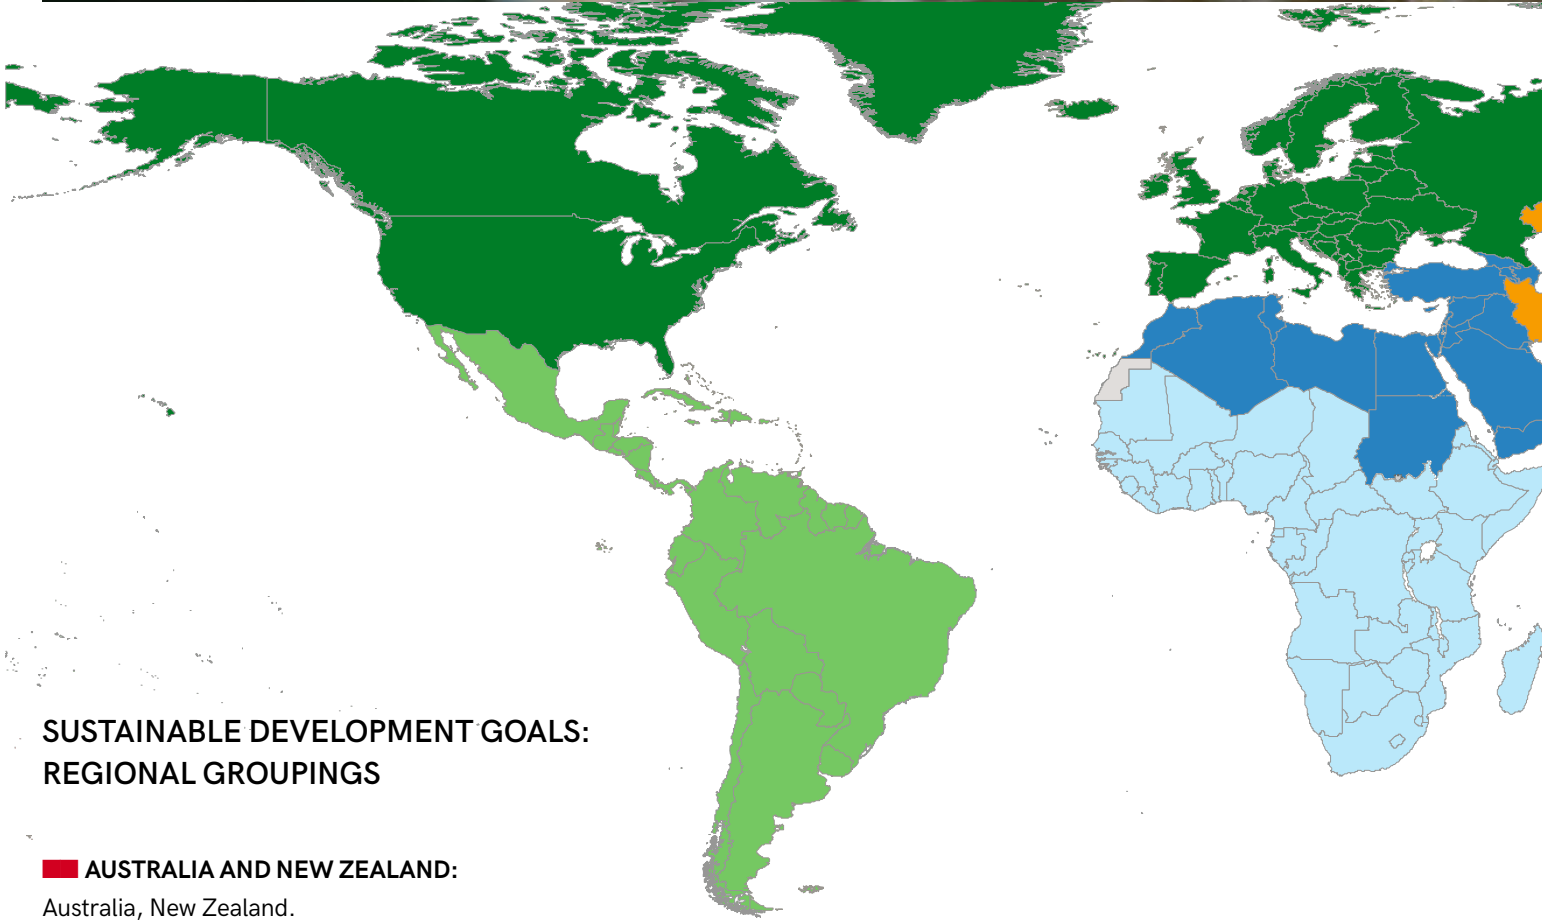 SUSTAINABLE DEVELOPMENT GOALS:
REGIONAL GROUPINGS
AUSTRALIA AND NEW ZEALAND:
Australia, New Zealand.